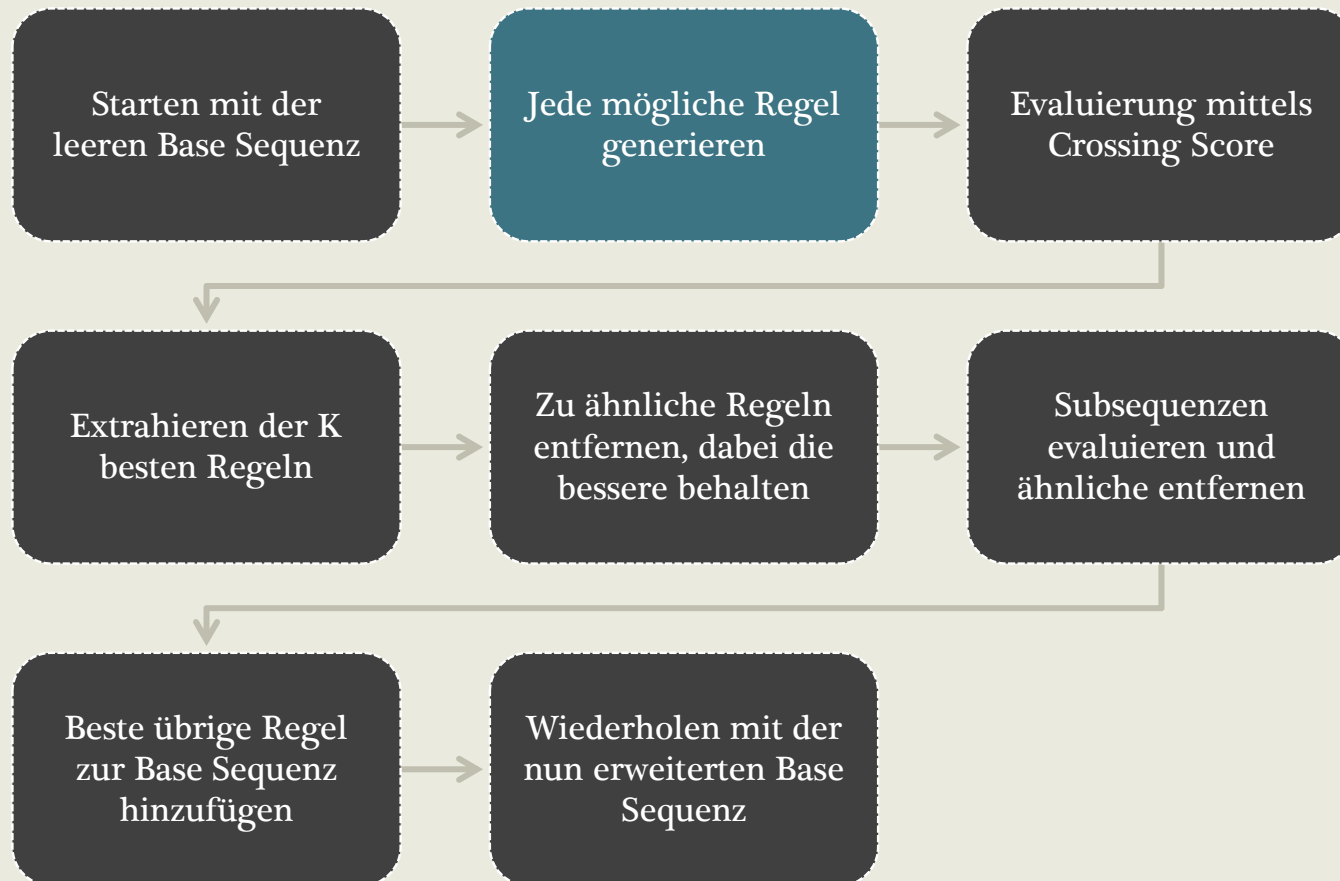 Starten mit der
leeren Base Sequenz
Jede mögliche Regel
generieren
Evaluierung mittels
Crossing Score
Extrahieren der K
besten Regeln
Zu ähnliche Regeln
entfernen, dabei die
bessere behalten
Subsequenzen
evaluieren und
ähnliche entfernen
Beste übrige Regel
zur Base Sequenz
hinzufügen
Wiederholen mit der
nun erweiterten Base
Sequenz